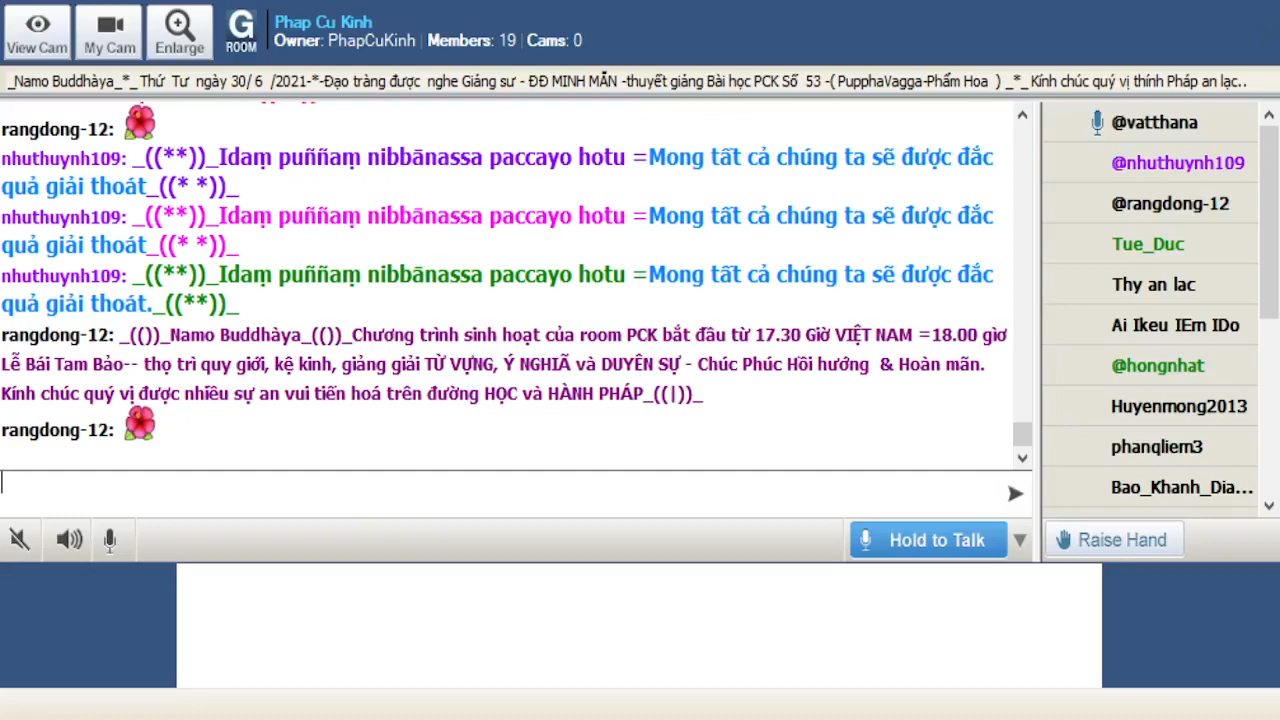 View Cam
My Cam
Enlarge
G
ROOM
Phap Cu Kinh
Owner: PhapCuKinh | Members: 19 | Cams: 0
_Namo Buddhàya_*_Thứ Tư ngày 30/ 6 /2021-*-Đạo tràng được nghe Giảng sư - ĐĐ MINH MẪN -thuyết giảng Bài học PCK Số 53 -( PupphaVagga-Phẩm Hoa ) _*_Kính chúc quý vị thính Pháp an lạc..
rangdong-12:
nhuthuynh109: _((**))_Idaṃ puññaṃ nibbānassa paccayo hotu =Mong tất cả chúng ta sẽ được đắc
quả giải thoát_((* *))_
nhuthuynh109: _((**))_Idaṃ puññaṃ nibbānassa paccayo hotu =Mong tất cả chúng ta sẽ được đắc
quả giải thoát_((* *))_
nhuthuynh109: _((**))_Idaṃ puññaṃ nibbānassa paccayo hotu =Mong tất cả chúng ta sẽ được đắc
quả giải thoát._((**))_
rangdong-12: _(())_Namo Buddhàya_(())_Chương trình sinh hoạt của room PCK bắt đầu từ 17.30 Giờ VIỆT NAM =18.00 giờ
Lễ Bái Tam Bảo-- thọ trì quy giới, kệ kinh, giảng giải TỪ VỰNG, Ý NGHIÃ và DUYÊN SỰ - Chúc Phúc Hồi hướng & Hoàn mãn.
Kính chúc quý vị được nhiều sự an vui tiến hoá trên đường HỌC và HÀNH PHÁP_((|))_
rangdong-12:
@vatthana
@nhuthuynh109
@rangdong-12
Tue_Duc
Thy an lac
Ai Ikeu IEm IDo
@hongnhat
Huyenmong2013
phanqliem3
Bao_Khanh_Dia...
Hold to Talk
Raise Hand